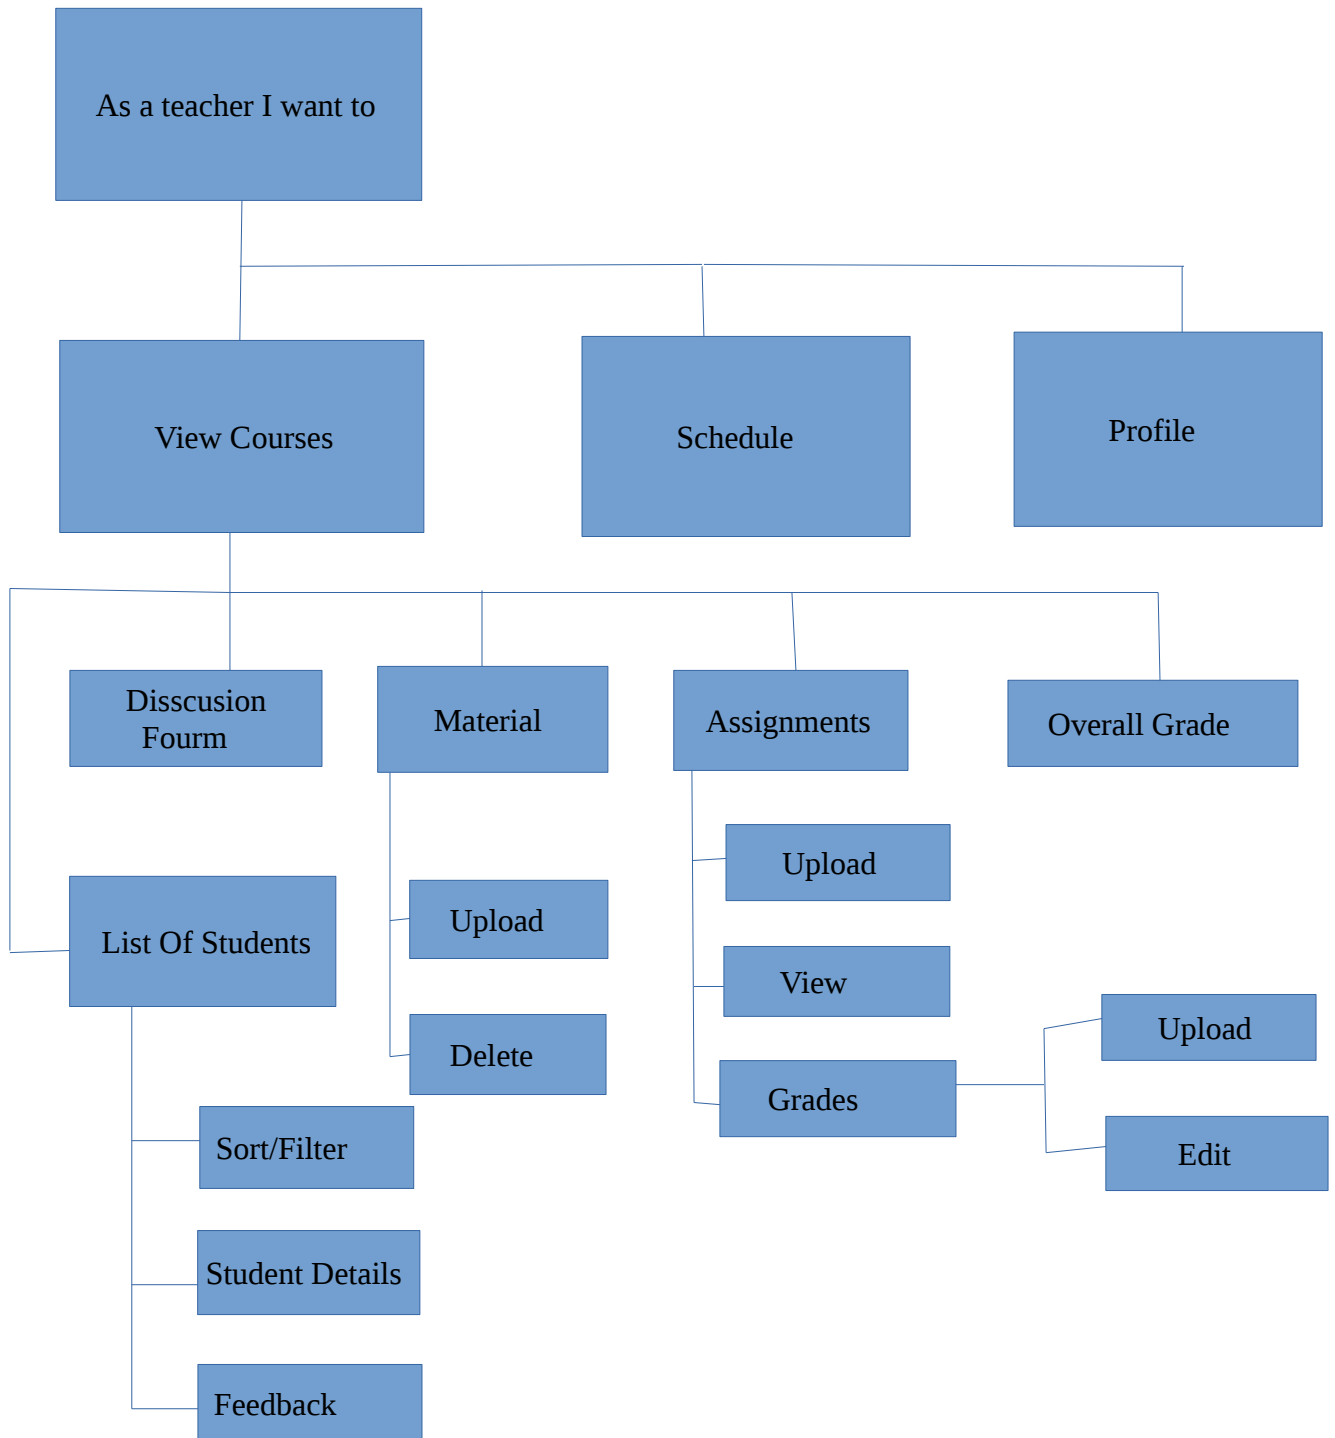 As a teacher I want to
View Courses
Schedule
Profile
Disscusion
Fourm
Material
Assignments
Overall Grade
Upload
List Of Students
Upload
View
Delete
Grades
Upload
Edit
Sort/Filter
Student Details
Feedback